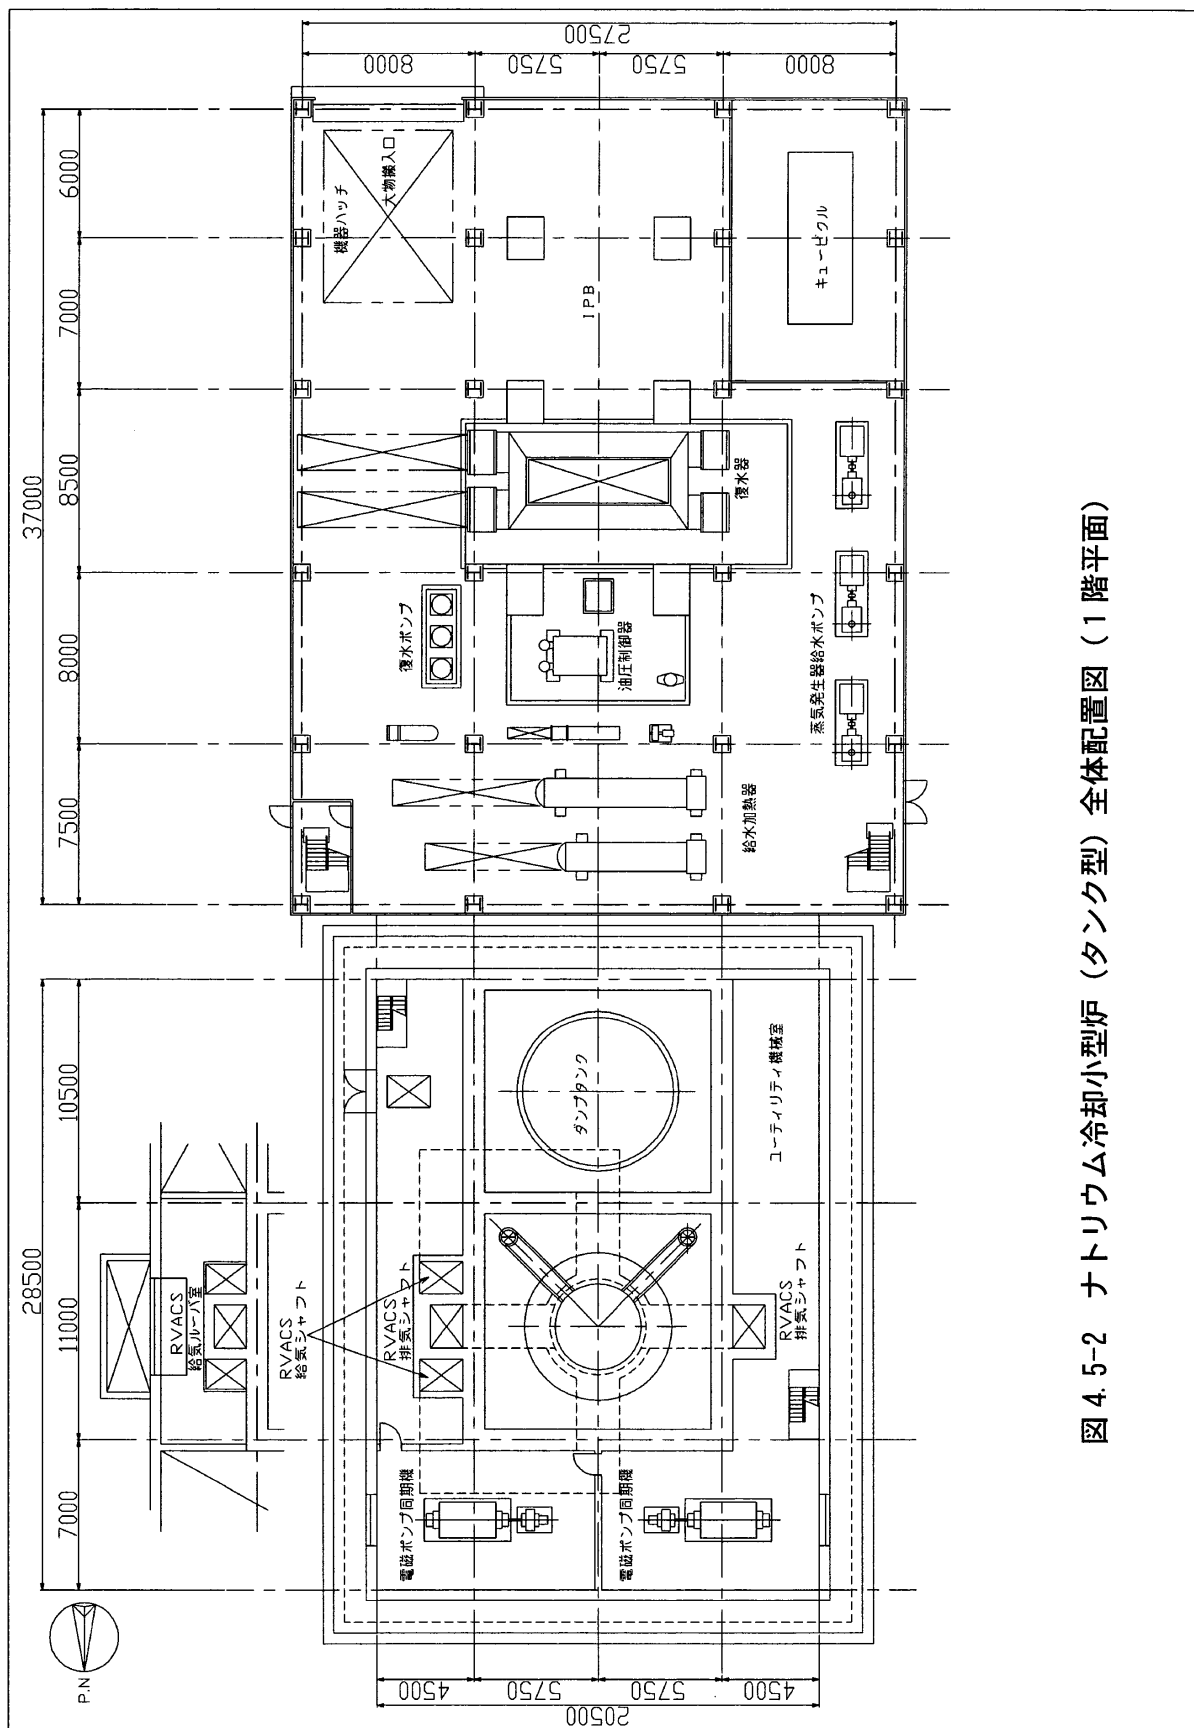 P.N
28500
7000
11000
10500
37000
7500
8000
8500
7000
6000
RVACS
給気ルーバ室
RVACS
給気シャフト
RVACS
排気シャフト
RVACS
排気シャフト
電磁ポンプ同期機
電磁ポンプ同期機
ダンプタンク
ユーティリティ機械室
給水加熱器
復水ポンプ
油圧制御器
蒸気発生器給水ポンプ
復水器
IPB
機器ハッチ
大物搬入口
キュービクル
4500
5750
5750
4500
20500
8000
5750
5750
8000
27500
図4.5-2 ナトリウム冷却小型炉（タンク型）全体配置図（1階平面）